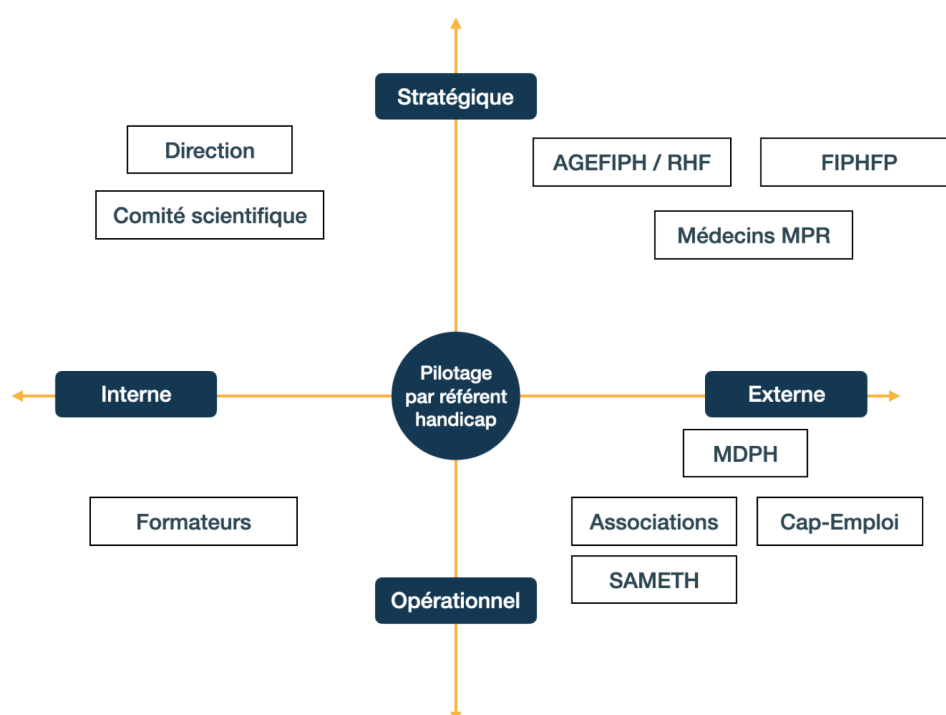 Stratégique
Direction
AGEFIPH / RHF
FIPHFP
Comité scientifique
Médecins MPR
Pilotage
par référent
handicap
Interne
Externe
MDPH
Formateurs
Associations
Cap-Emploi
SAMETH
Opérationnel